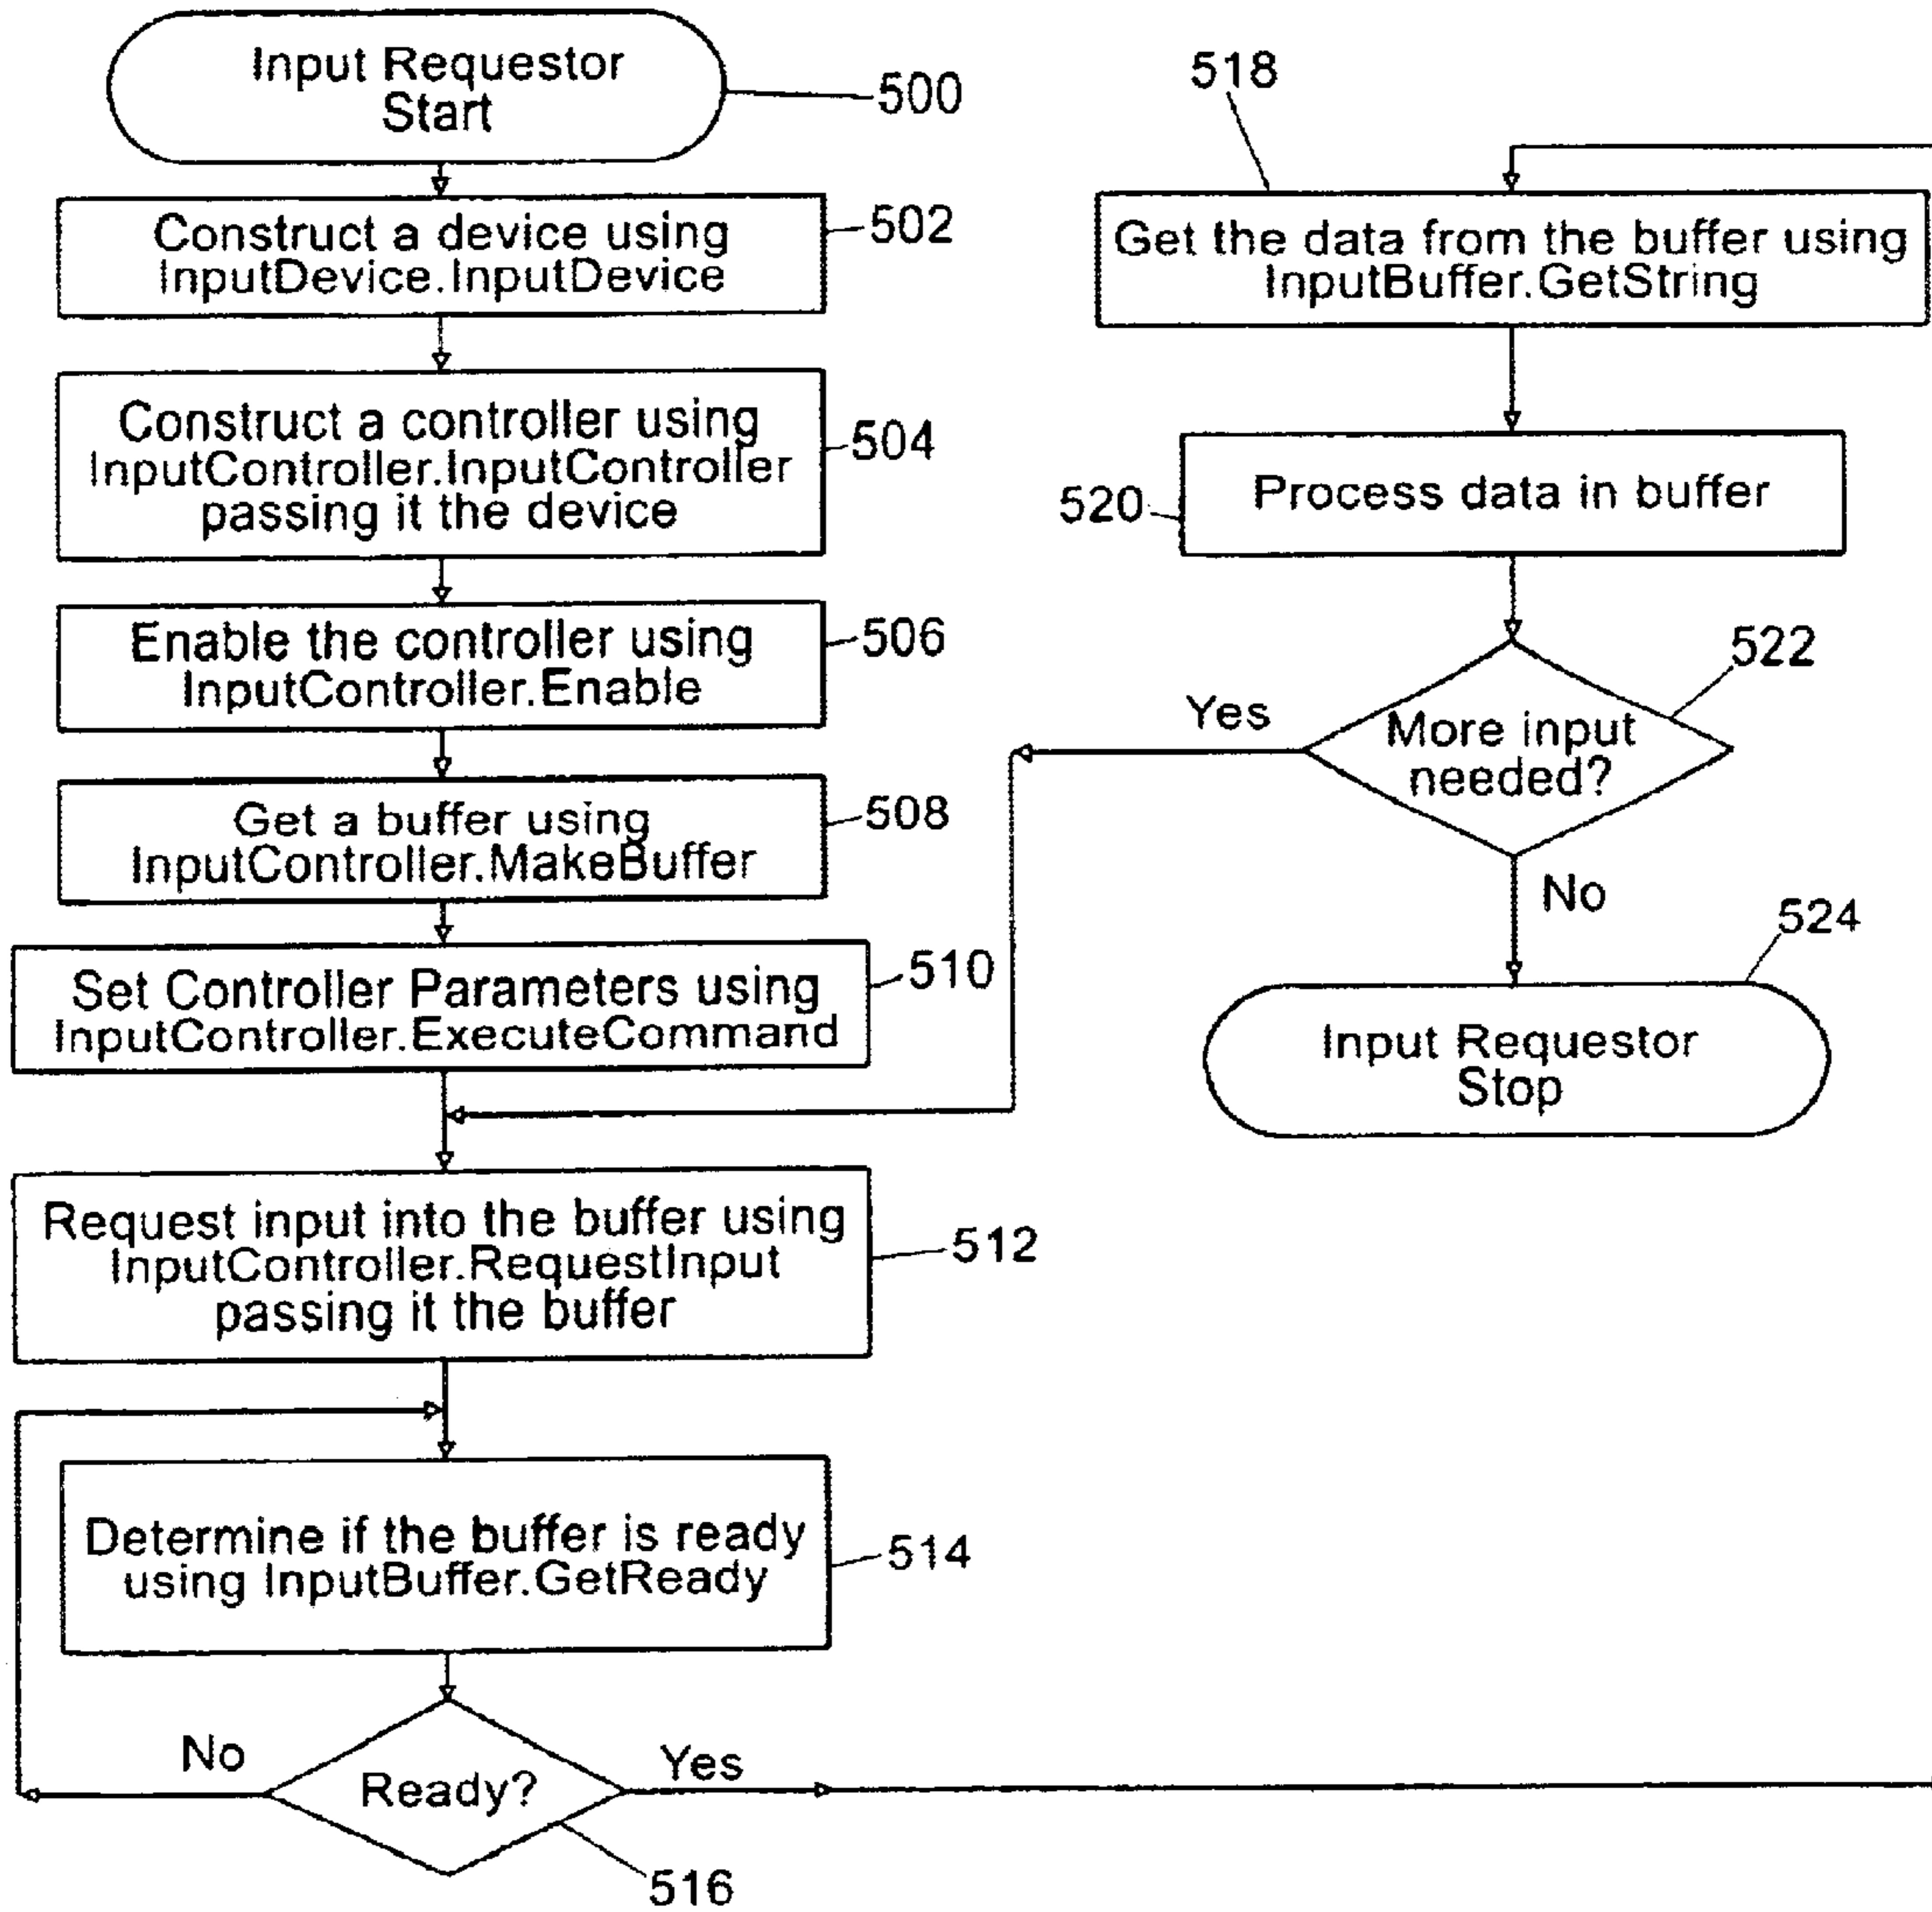 Input Requestor
Start
500
Construct a device using
InputDevice.InputDevice
502
Construct a controller using
InputController.InputController
passing it the device
504
Enable the controller using
InputController.Enable
506
Get a buffer using
InputController.MakeBuffer
508
Set Controller Parameters using
InputController.ExecuteCommand
510
Request input into the buffer using
InputController.RequestInput
passing it the buffer
512
Determine if the buffer is ready
using InputBuffer.GetReady
514
No
Ready?
Yes
516
518
Get the data from the buffer using
InputBuffer.GetString
Process data in buffer
520
522
Yes
More input
needed?
No
524
Input Requestor
Stop